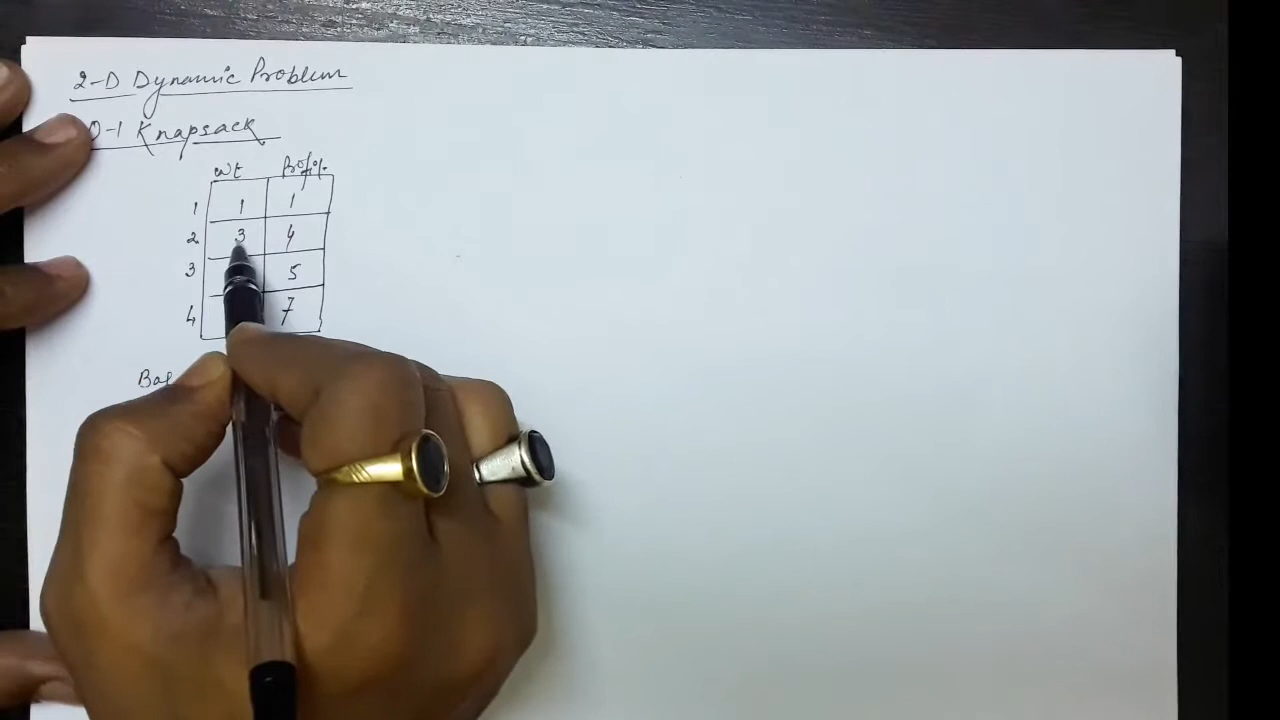 2-D Dynamic Problem
0-1 Knapsack
Wt Profit
1 1 1
2 3 4
3 5
4 7